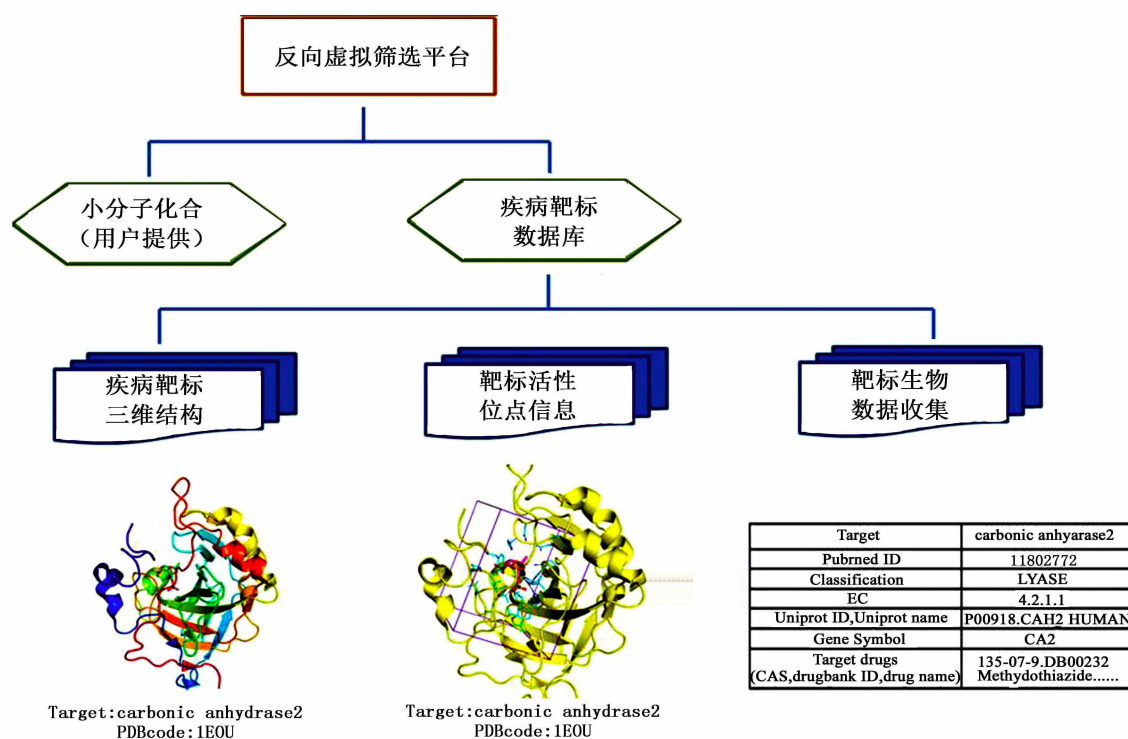 反向虚拟筛选平台
小分子化合
（用户提供）
疾病靶标
数据库
疾病靶标
三维结构
靶标活性
位点信息
靶标生物
数据收集
Target:carbonic anhydrase2
PDBcode:1EOU
Target:carbonic anhydrase2
PDBcode:1EOU
Target carbonic anhyarase2
Pubrned ID 11802772
Classification LYASE
EC 4.2.1.1
Uniprot ID,Uniprot name P00918.CAH2 HUMAN
Gene Symbol CA2
Target drugs
(CAS,drugbank ID,drug name)
135-07-9.DB00232
Methydothiazide......